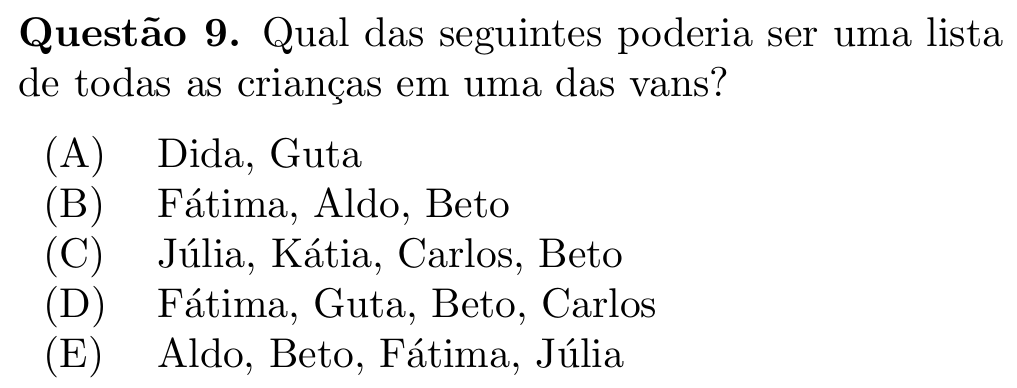 Questão 9. Qual das seguintes poderia ser uma lista
de todas as crianças em uma das vans?
(A) Dida, Guta
(B) Fátima, Aldo, Beto
(C) Júlia, Kátia, Carlos, Beto
(D) Fátima, Guta, Beto, Carlos
(E) Aldo, Beto, Fátima, Júlia